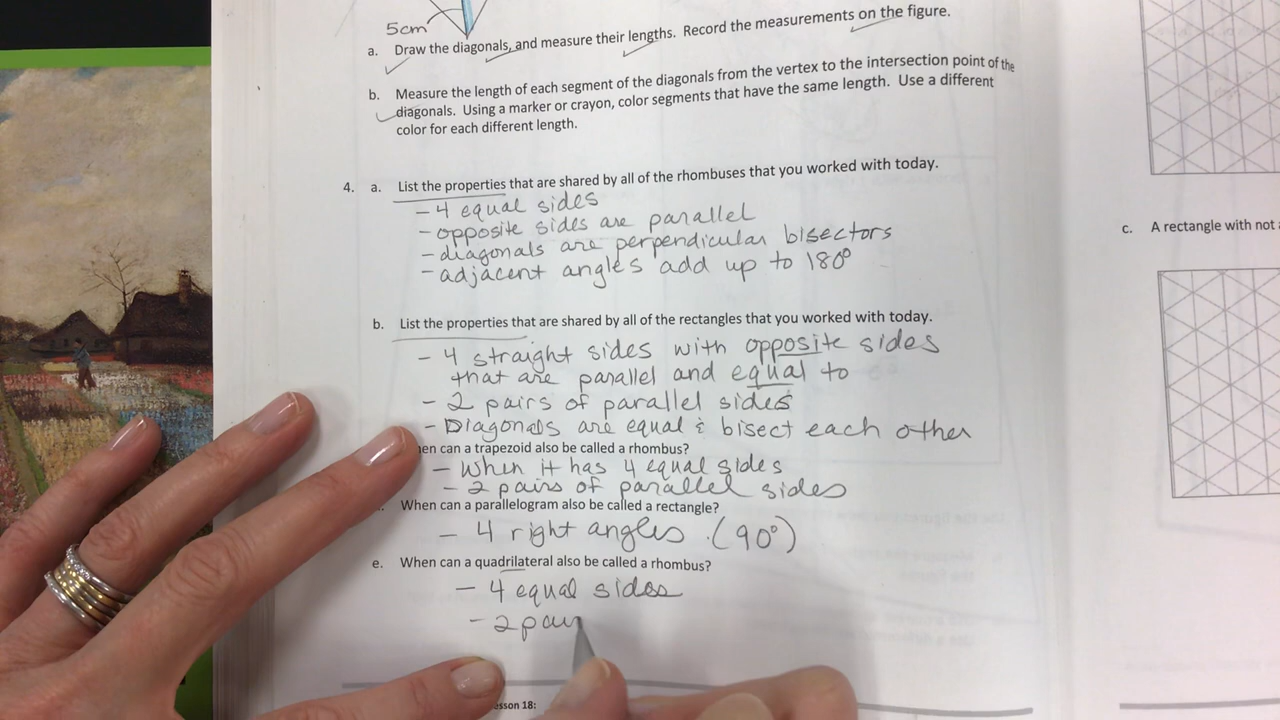 5cm
a. Draw the diagonals, and measure their lengths. Record the measurements on the figure.
b. Measure the length of each segment of the diagonals from the vertex to the intersection point of the
diagonals. Using a marker or crayon, color segments that have the same length. Use a different
color for each different length.
4. a. List the properties that are shared by all of the rhombuses that you worked with today.
- 4 equal sides
- opposite sides are parallel
- diagonals are perpendicular bisectors
- adjacent angles add up to 180°
b. List the properties that are shared by all of the rectangles that you worked with today.
- 4 straight sides with opposite sides
that are parallel and equal to
- 2 pairs of parallel sides
- Diagonals are equal & bisect each other
en can a trapezoid also be called a rhombus?
- when it has 4 equal sides
- 2 pairs of parallel sides
. When can a parallelogram also be called a rectangle?
- 4 right angles (90°)
e. When can a quadrilateral also be called a rhombus?
- 4 equal sides
- 2 pair
esson 18:
c. A rectangle with not